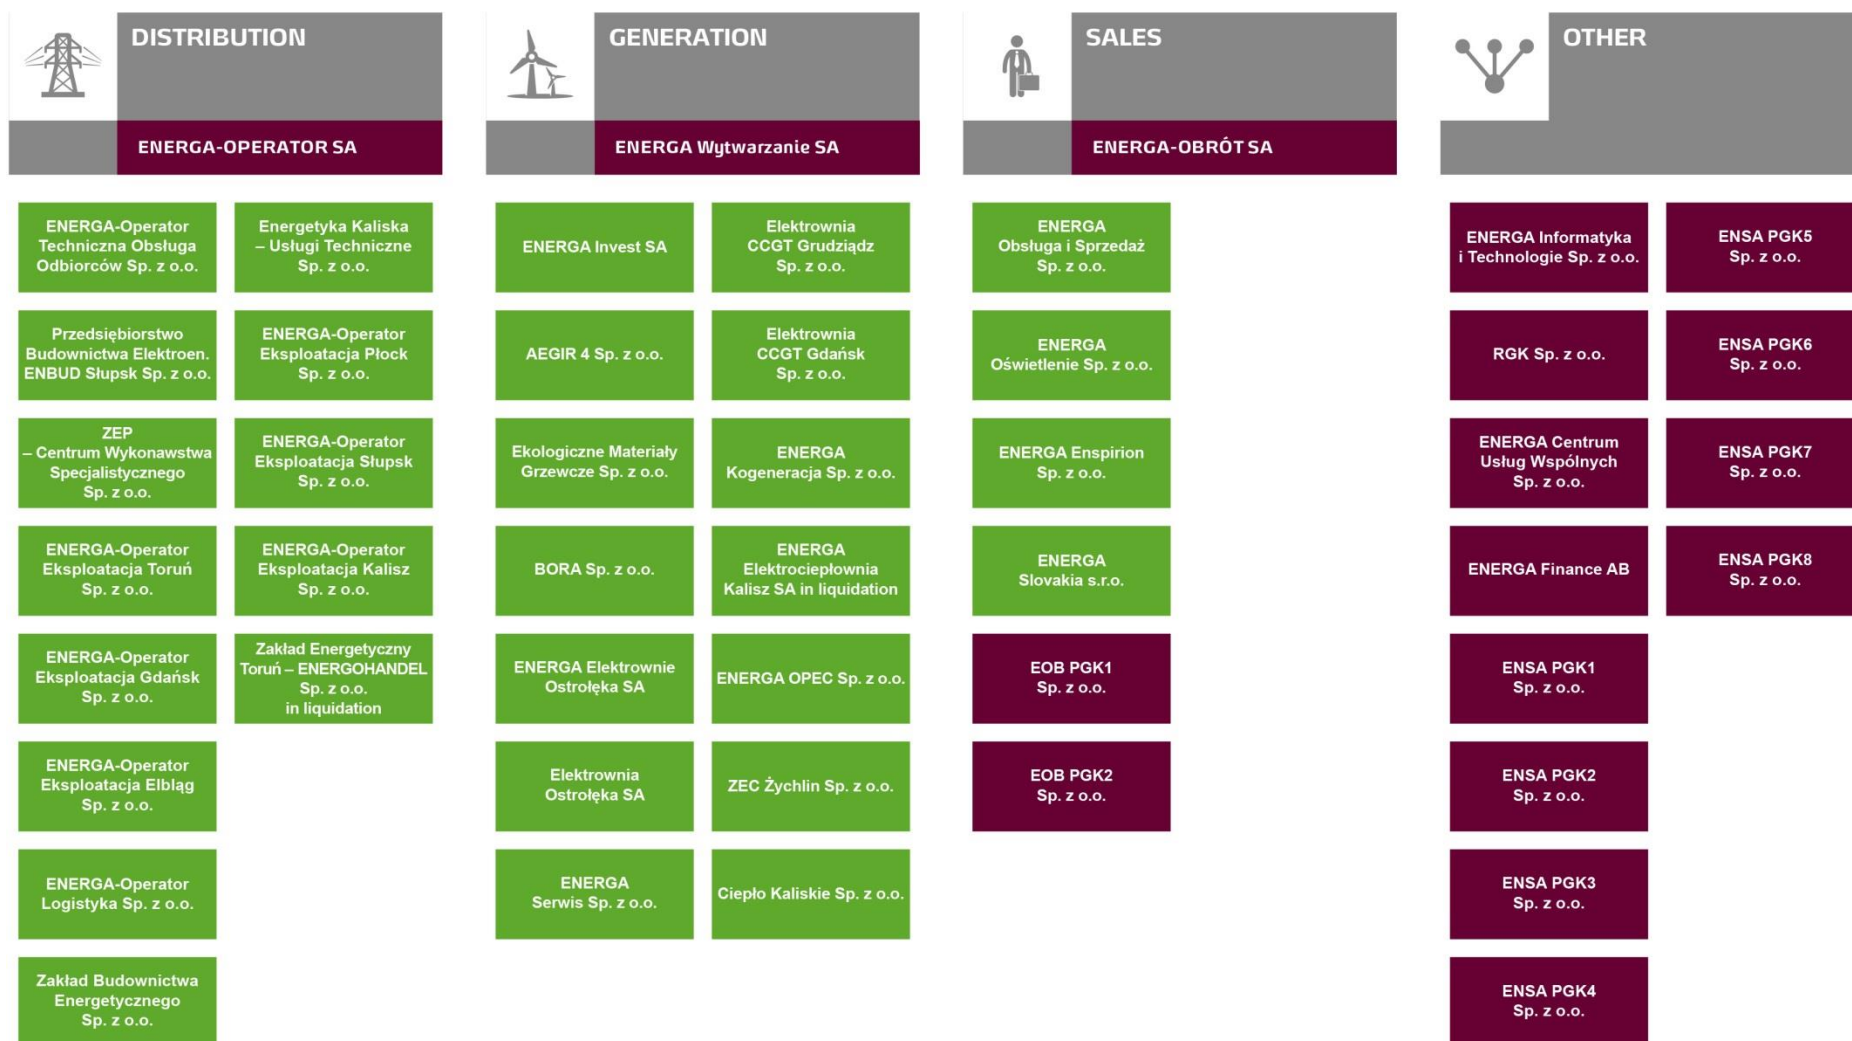 DISTRIBUTION
ENERGA-OPERATOR SA
ENERGA-Operator
Techniczna Obsługa
Odbiorców Sp. z o.o.
Przedsiębiorstwo
Budownictwa Elektroen.
ENBUD Słupsk Sp. z o.o.
ZEP
– Centrum Wykonawstwa
Specjalistycznego
Sp. z o.o.
ENERGA-Operator
Eksploatacja Toruń
Sp. z o.o.
ENERGA-Operator
Eksploatacja Gdańsk
Sp. z o.o.
ENERGA-Operator
Eksploatacja Elbląg
Sp. z o.o.
ENERGA-Operator
Logistyka Sp. z o.o.
Zakład Budownictwa
Energetycznego
Sp. z o.o.
Energetyka Kaliska
– Usługi Techniczne
Sp. z o.o.
ENERGA-Operator
Eksploatacja Płock
Sp. z o.o.
ENERGA-Operator
Eksploatacja Słupsk
Sp. z o.o.
ENERGA-Operator
Eksploatacja Kalisz
Sp. z o.o.
Zakład Energetyczny
Toruń – ENERGOHANDEL
Sp. z o.o.
in liquidation
GENERATION
ENERGA Wytwarzanie SA
ENERGA Invest SA
AEGIR 4 Sp. z o.o.
Ekologiczne Materiały
Grzewcze Sp. z o.o.
BORA Sp. z o.o.
ENERGA Elektrownie
Ostrołęka SA
Elektrownia
Ostrołęka SA
ENERGA
Serwis Sp. z o.o.
Elektrownia
CCGT Grudziądz
Sp. z o.o.
Elektrownia
CCGT Gdańsk
Sp. z o.o.
ENERGA
Kogeneracja Sp. z o.o.
ENERGA
Elektrociepłownia
Kalisz SA in liquidation
ENERGA OPEC Sp. z o.o.
ZEC Żychlin Sp. z o.o.
Ciepło Kaliskie Sp. z o.o.
SALES
ENERGA-OBRÓT SA
ENERGA
Obsługa i Sprzedaż
Sp. z o.o.
ENERGA
Oświetlenie Sp. z o.o.
ENERGA Enspirion
Sp. z o.o.
ENERGA
Slovakia s.r.o.
EOB PGK1
Sp. z o.o.
EOB PGK2
Sp. z o.o.
OTHER
ENERGA Informatyka
i Technologie Sp. z o.o.
RGK Sp. z o.o.
ENERGA Centrum
Usług Wspólnych
Sp. z o.o.
ENERGA Finance AB
ENSA PGK1
Sp. z o.o.
ENSA PGK2
Sp. z o.o.
ENSA PGK3
Sp. z o.o.
ENSA PGK4
Sp. z o.o.
ENSA PGK5
Sp. z o.o.
ENSA PGK6
Sp. z o.o.
ENSA PGK7
Sp. z o.o.
ENSA PGK8
Sp. z o.o.